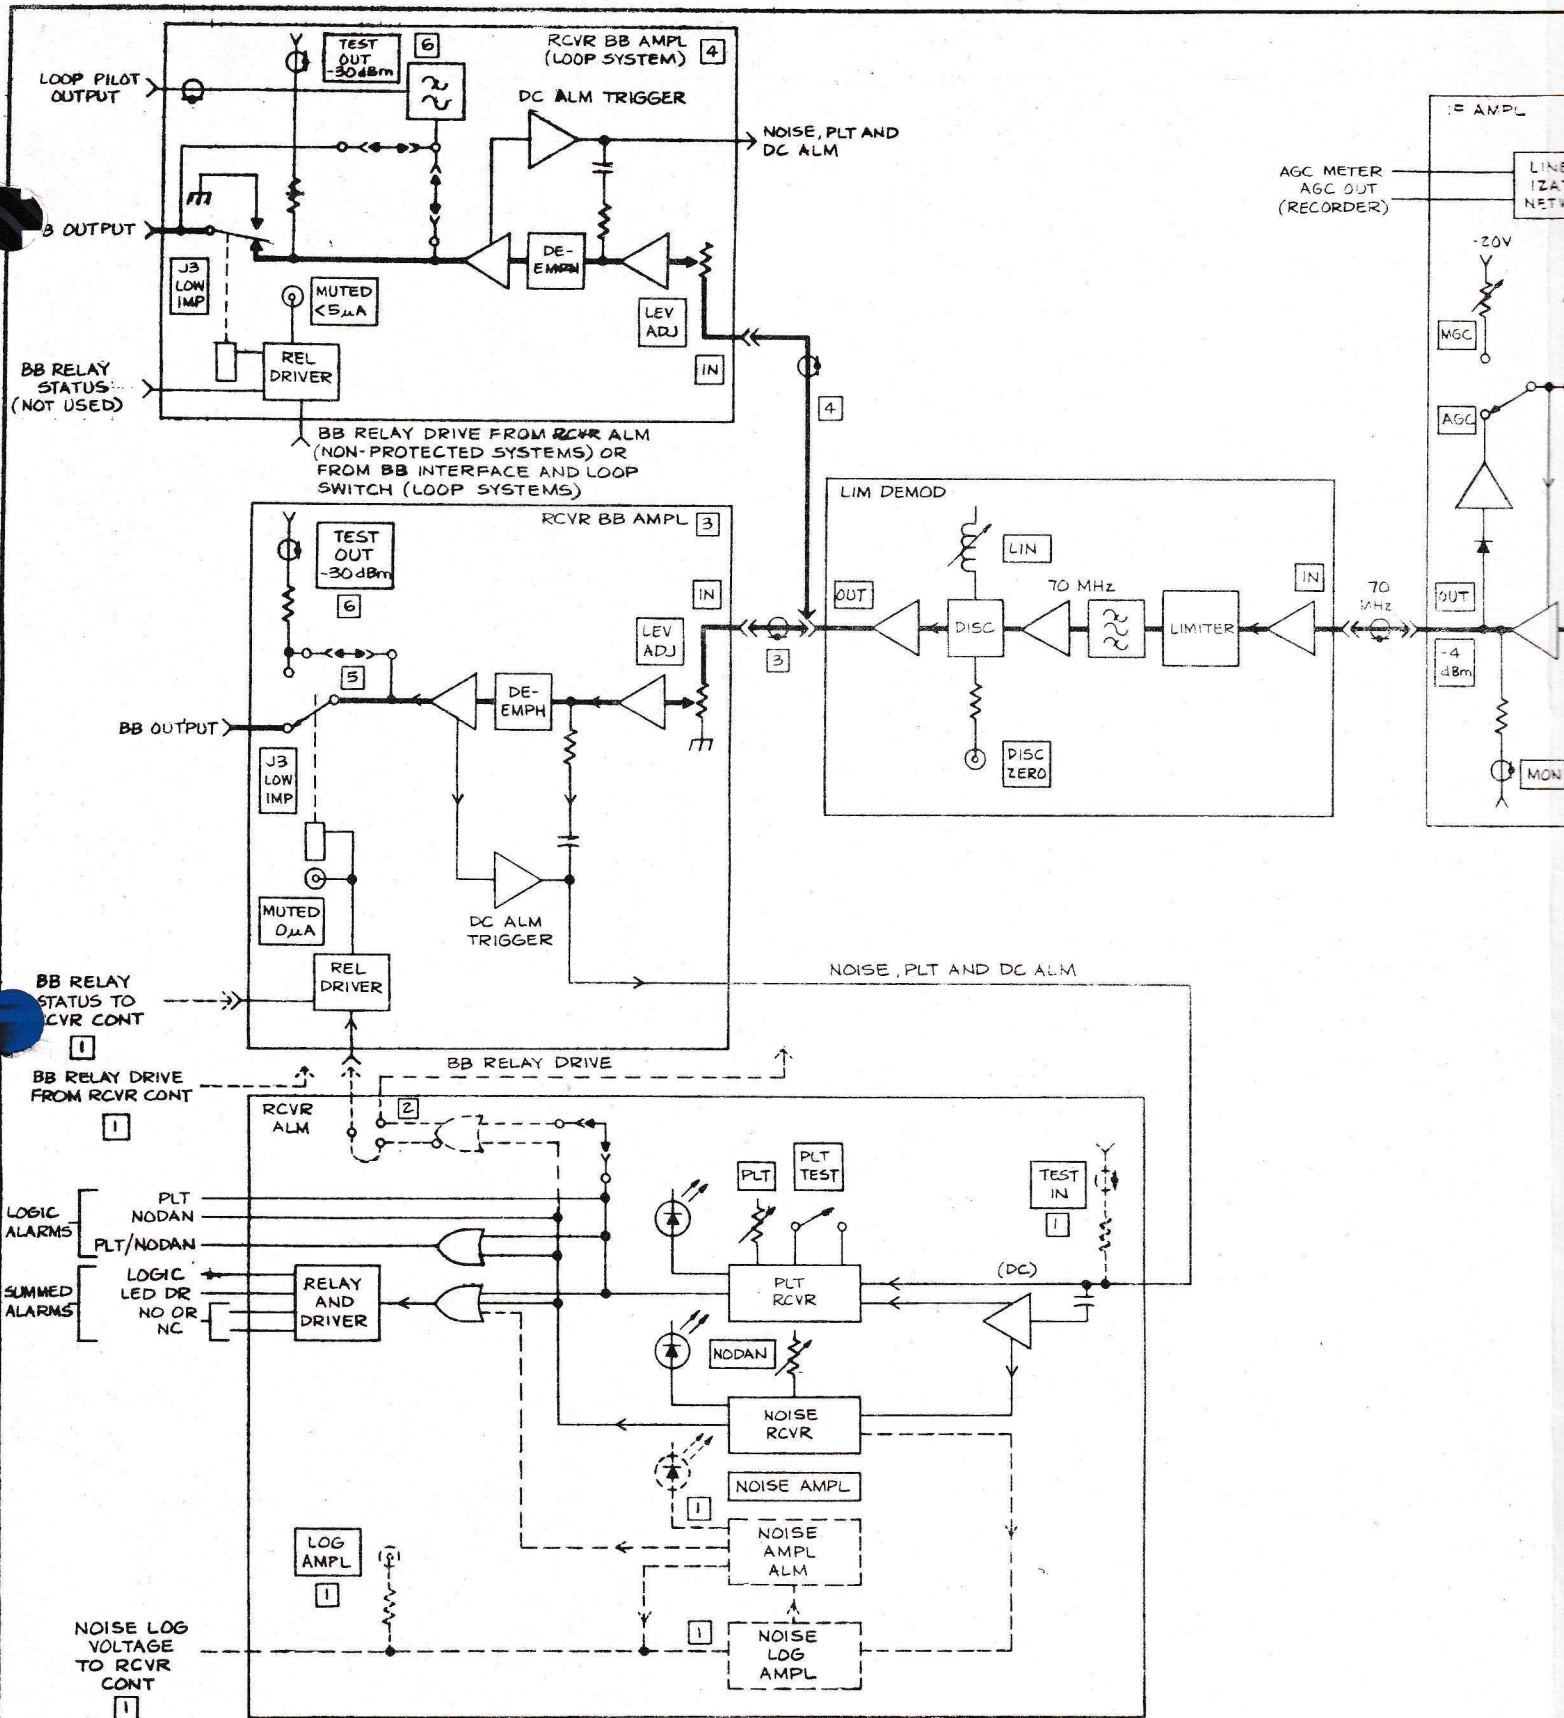 RCVR BB AMPL
(LOOP SYSTEM)
4
TEST
OUT
-30dBm
6
LOOP PILOT
OUTPUT
DC ALM TRIGGER
NOISE, PLT AND
DC ALM
B OUTPUT
J3
LOW
IMP
MUTED
<5μA
DE-
EMPH
LEV
ADJ
IN
REL
DRIVER
BB RELAY
STATUS
(NOT USED)
4
BB RELAY DRIVE FROM RCVR ALM
(NON-PROTECTED SYSTEMS) OR
FROM BB INTERFACE AND LOOP
SWITCH (LOOP SYSTEMS)
IF AMPL
AGC METER
AGC OUT
(RECORDER)
LINE
IZAT
NETW
-20V
MGC
AGC
OUT
-4
dBm
MON
70
MHz
LIM DEMOD
LIN
OUT
DISC
70 MHz
LIMITER
IN
DISC
ZERO
RCVR BB AMPL
3
TEST
OUT
-30dBm
6
IN
LEV
ADJ
3
5
DE-
EMPH
BB OUTPUT
J3
LOW
IMP
MUTED
0μA
DC ALM
TRIGGER
REL
DRIVER
NOISE, PLT AND DC ALM
BB RELAY
STATUS TO
CVR CONT
1
BB RELAY DRIVE
BB RELAY DRIVE
FROM RCVR CONT
1
RCVR
ALM
2
PLT
PLT
TEST
TEST
IN
1
LOGIC
ALARMS
PLT
NODAN
PLT/NODAN
SUMMED
ALARMS
LOGIC
LED DR
NO OR
NC
RELAY
AND
DRIVER
PLT
RCVR
(DC)
NODAN
NOISE
RCVR
NOISE AMPL
1
NOISE
AMPL
ALM
LOG
AMPL
1
1
NOISE
LOG
AMPL
NOISE LOG
VOLTAGE
TO RCVR
CONT
1